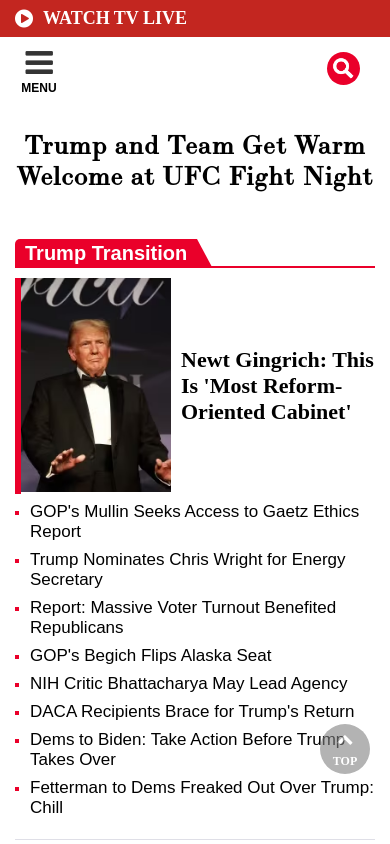 WATCH TV LIVE
MENU
Trump and Team Get Warm
Welcome at UFC Fight Night
Trump Transition
Newt Gingrich: This
Is 'Most Reform-
Oriented Cabinet'
GOP's Mullin Seeks Access to Gaetz Ethics
Report
Trump Nominates Chris Wright for Energy
Secretary
Report: Massive Voter Turnout Benefited
Republicans
GOP's Begich Flips Alaska Seat
NIH Critic Bhattacharya May Lead Agency
DACA Recipients Brace for Trump's Return
Dems to Biden: Take Action Before Trump
Takes Over
TOP
Fetterman to Dems Freaked Out Over Trump:
Chill